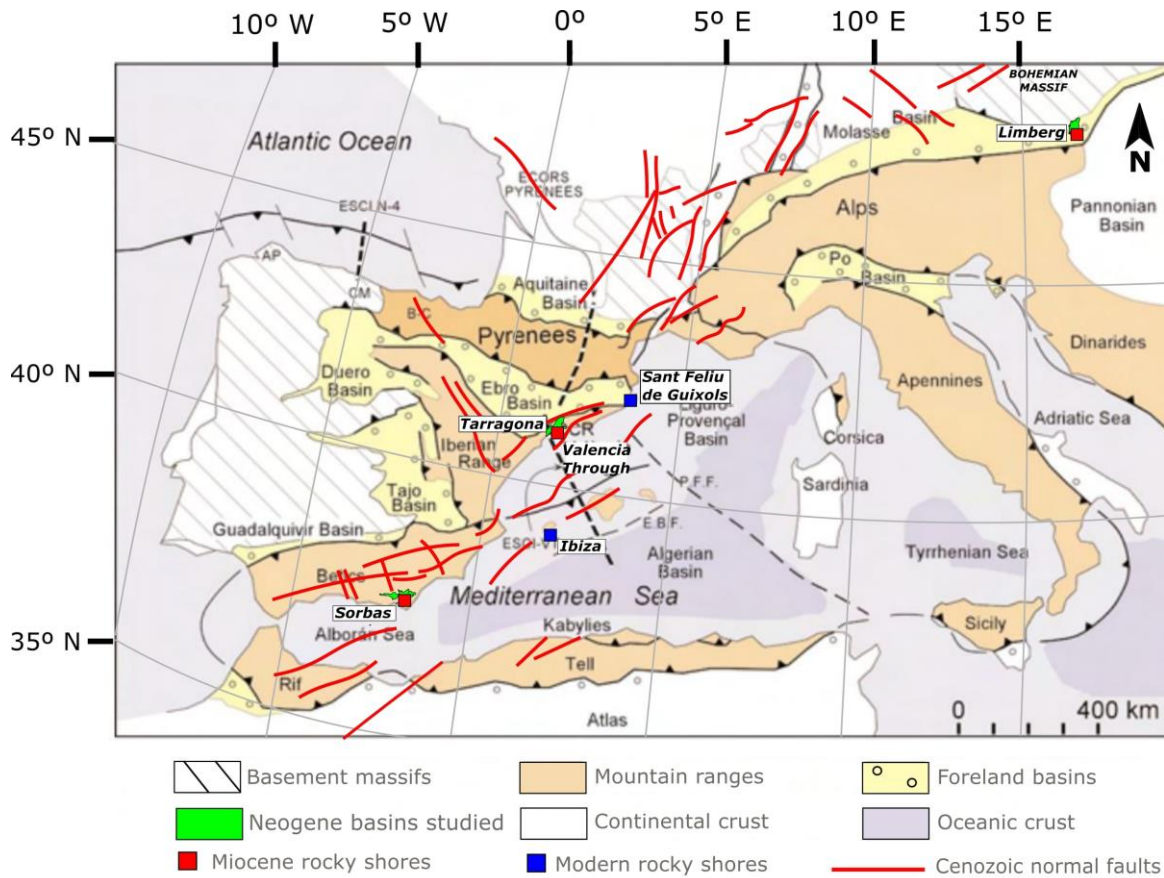 10º W
5º W
0º
5º E
10º E
15º E
45º N
40º N
35º N
BOHEMIAN
MASSIF
Limberg
N
Molasse
Basin
Atlantic Ocean
ECORS
PYRENEES
ESCI N-4
Alps
Pannonian
Basin
AP
CM
Aquitaine
Basin
Po
Basin
B-C
Pyrenees
Dinarides
Duero
Basin
Ebro
Basin
Sant Feliu
de Guixols
Apennines
Adriatic Sea
Tarragona
CR
Provençal
Basin
Corsica
Iberian
Range
Valencia
Through
Sardinia
Tajo
Basin
P.F.F.
Guadalquivir Basin
E.B.F.
Ibiza
Algerian
Basin
Tyrrhenian Sea
Betics
Mediterranean Sea
Sorbas
Alborán Sea
Kabylies
Sicily
Rif
Tell
Atlas
0 400 km
Basement massifs
Mountain ranges
Foreland basins
Neogene basins studied
Continental crust
Oceanic crust
Miocene rocky shores
Modern rocky shores
Cenozoic normal faults